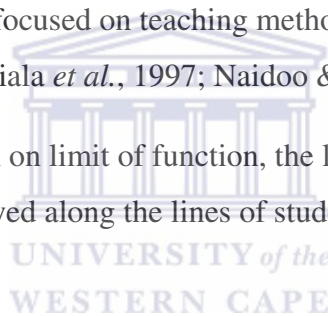 focused on teaching metho
iala et al., 1997; Naidoo &
on limit of function, the l
ved along the lines of stud
UNIVERSITY of the
WESTERN CAPE